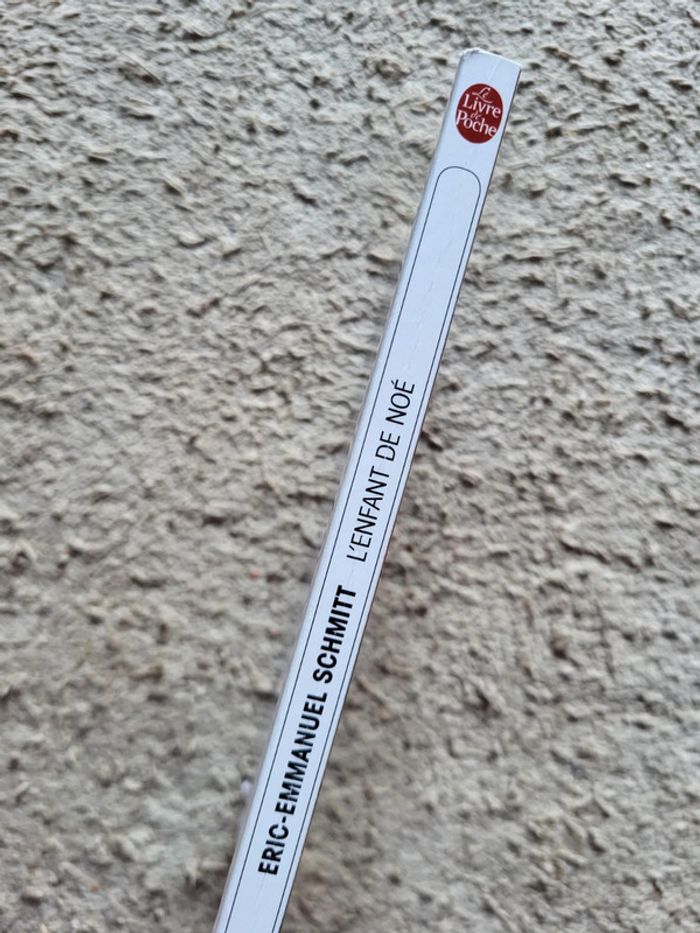 Le
Livre
de
Poche
ERIC-EMMANUEL SCHMITT L'ENFANT DE NOÉ